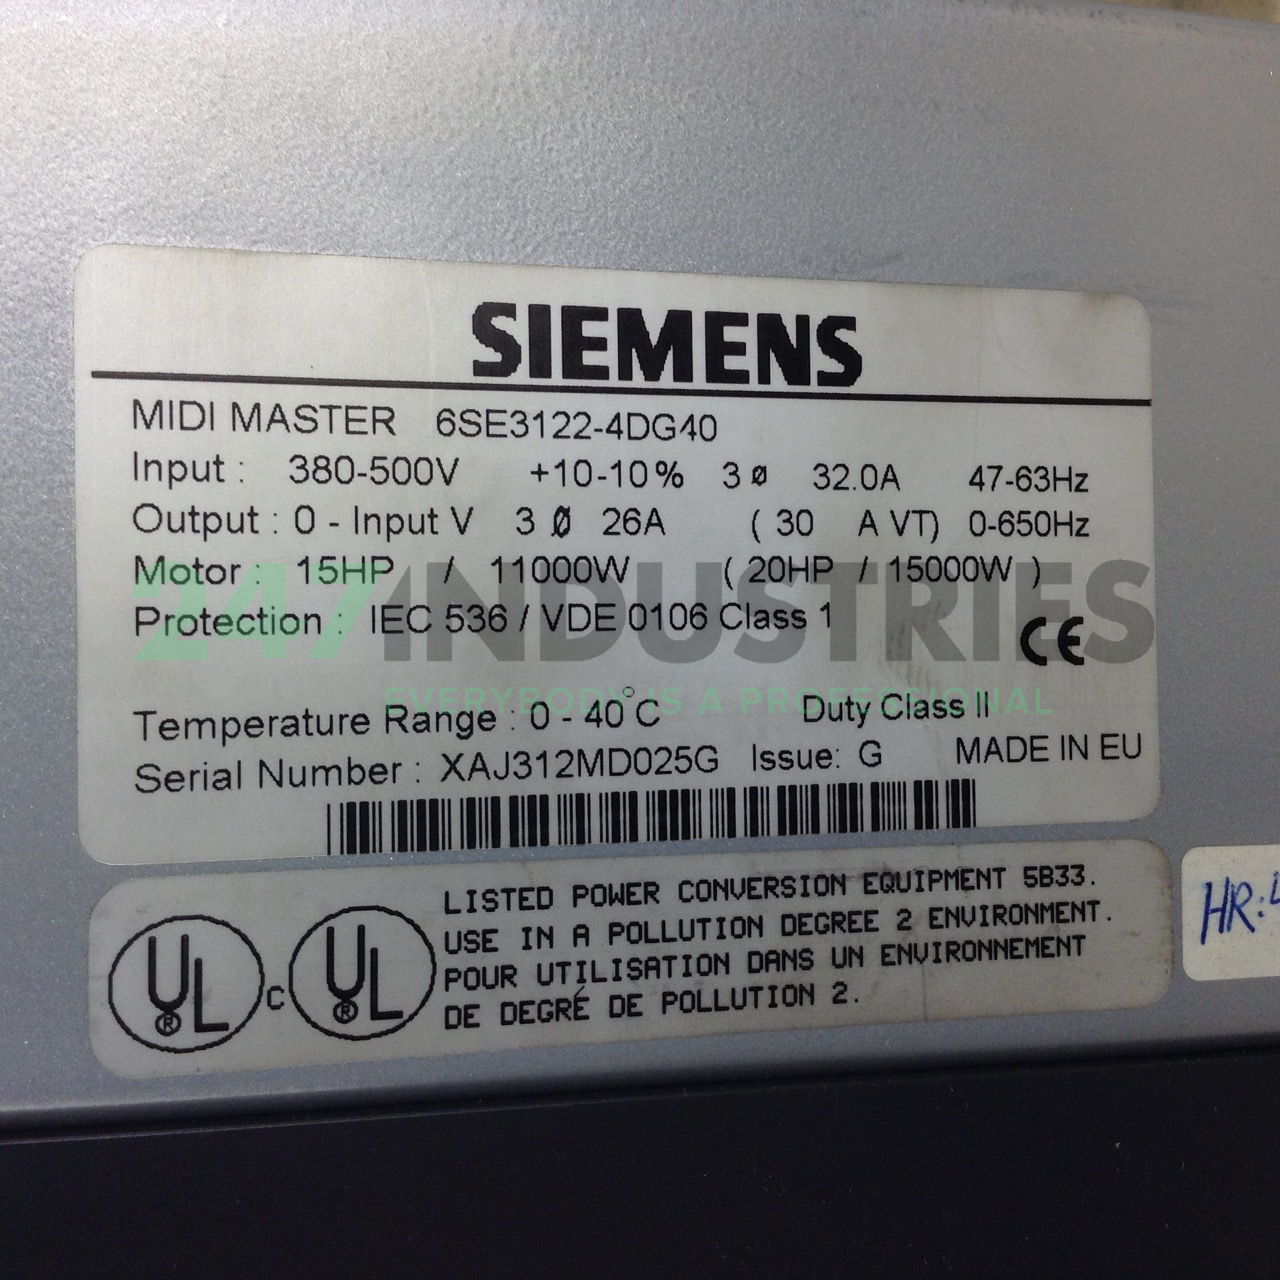 SIEMENS
MIDI MASTER 6SE3122-4DG40
Input : 380-500V +10-10% 3 ø 32.0A 47-63Hz
Output : 0 - Input V 3 Ø 26A ( 30 A VT) 0-650Hz
Motor : 15HP / 11000W ( 20HP / 15000W )
Protection : IEC 536 / VDE 0106 Class 1
CE
247INDUSTRIES
EVERYBODY IS A PROFESSIONAL
Temperature Range : 0 - 40°C Duty Class II
Serial Number : XAJ312MD025G Issue: G MADE IN EU
UL ® C UL ®
LISTED POWER CONVERSION EQUIPMENT 5B33.
USE IN A POLLUTION DEGREE 2 ENVIRONMENT.
POUR UTILISATION DANS UN ENVIRONNEMENT
DE DEGRÉ DE POLLUTION 2.
HR: